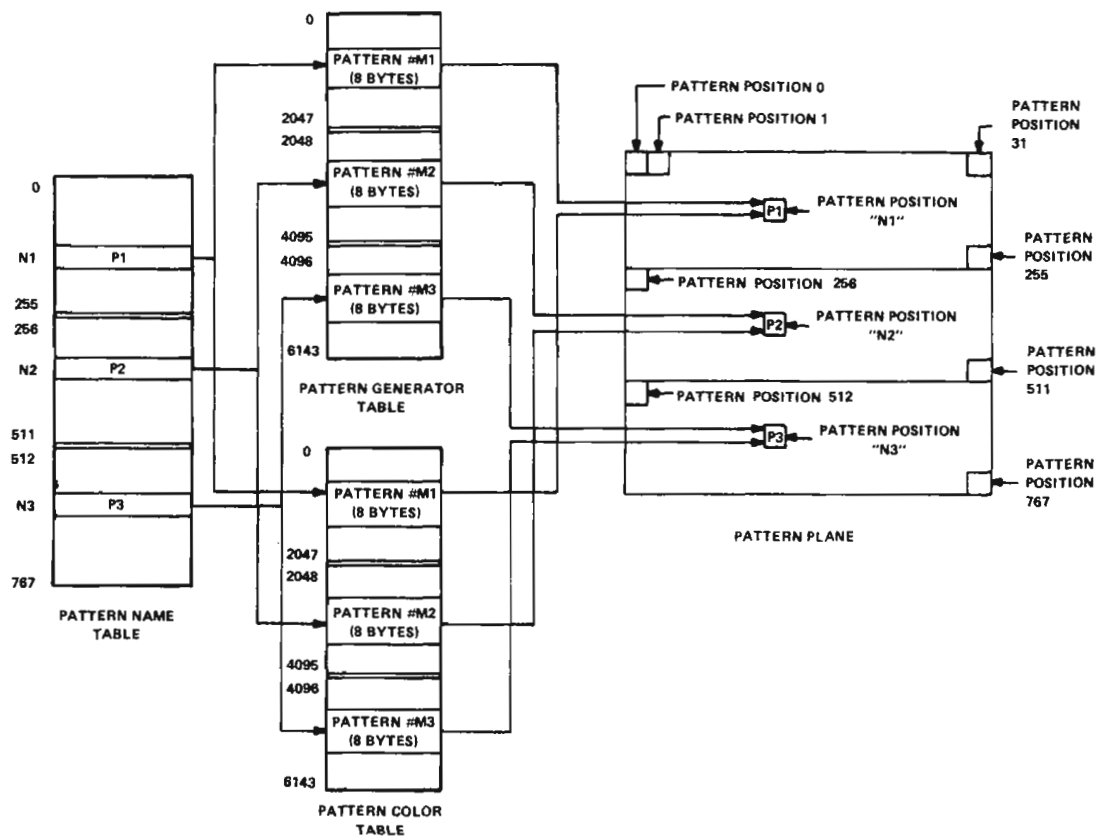 0
N1
P1
255
256
N2
P2
511
512
N3
P3
767
PATTERN NAME
TABLE
0
PATTERN #M1
(8 BYTES)
2047
2048
PATTERN #M2
(8 BYTES)
4095
4096
PATTERN #M3
(8 BYTES)
6143
PATTERN GENERATOR
TABLE
0
PATTERN #M1
(8 BYTES)
2047
2048
PATTERN #M2
(8 BYTES)
4095
4096
PATTERN #M3
(8 BYTES)
6143
PATTERN COLOR
TABLE
PATTERN POSITION 0
PATTERN POSITION 1
PATTERN
POSITION
31
P1
PATTERN POSITION
"N1"
PATTERN
POSITION
255
PATTERN POSITION 256
P2
PATTERN POSITION
"N2"
PATTERN
POSITION
511
PATTERN POSITION 512
P3
PATTERN POSITION
"N3"
PATTERN
POSITION
767
PATTERN PLANE